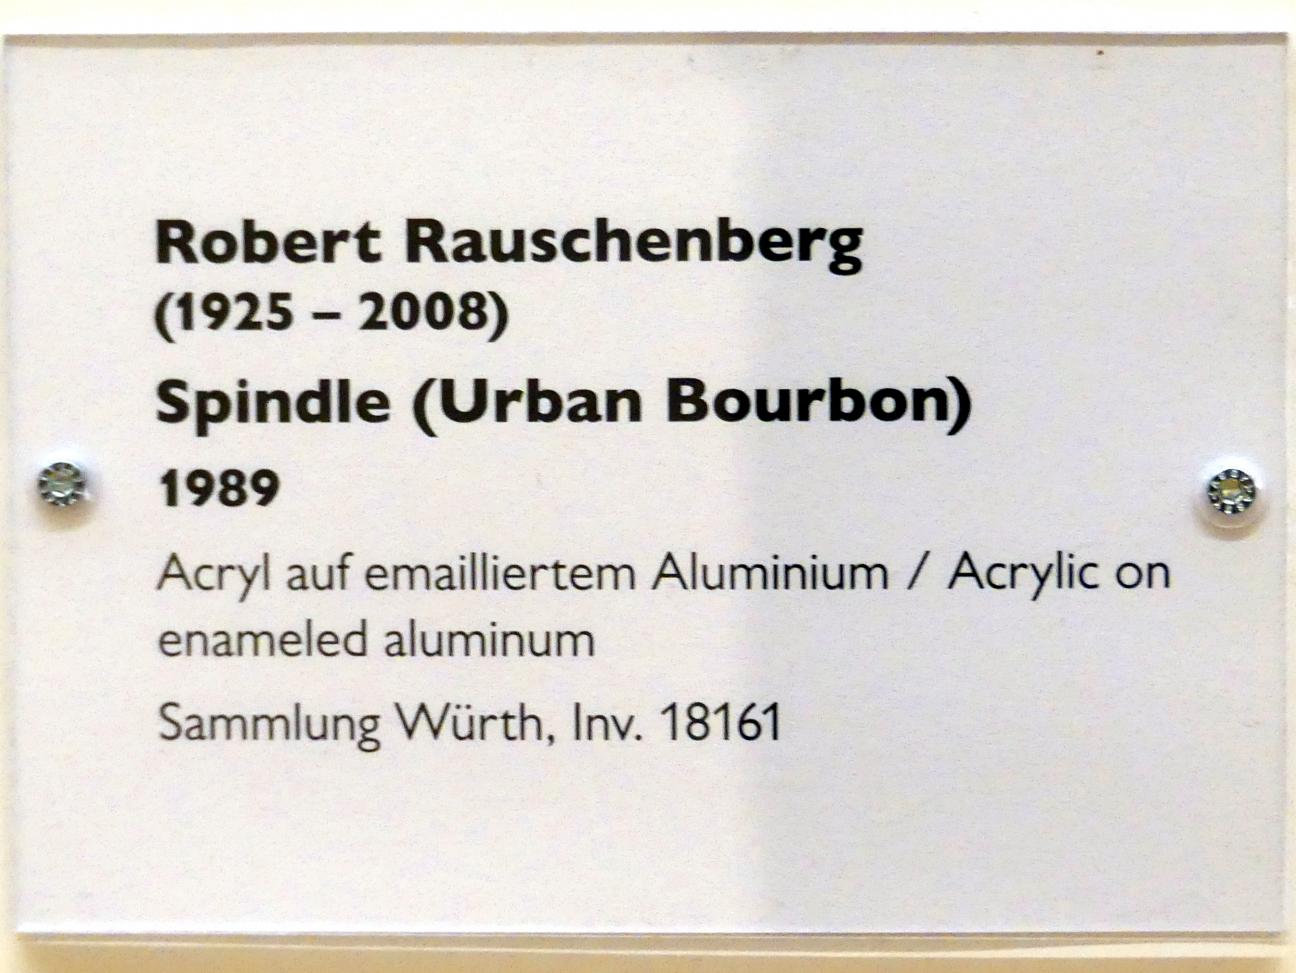 Robert Rauschenberg
(1925 – 2008)
Spindle (Urban Bourbon)
1989
Acryl auf emailliertem Aluminium / Acrylic on
enameled aluminum
Sammlung Würth, Inv. 18161